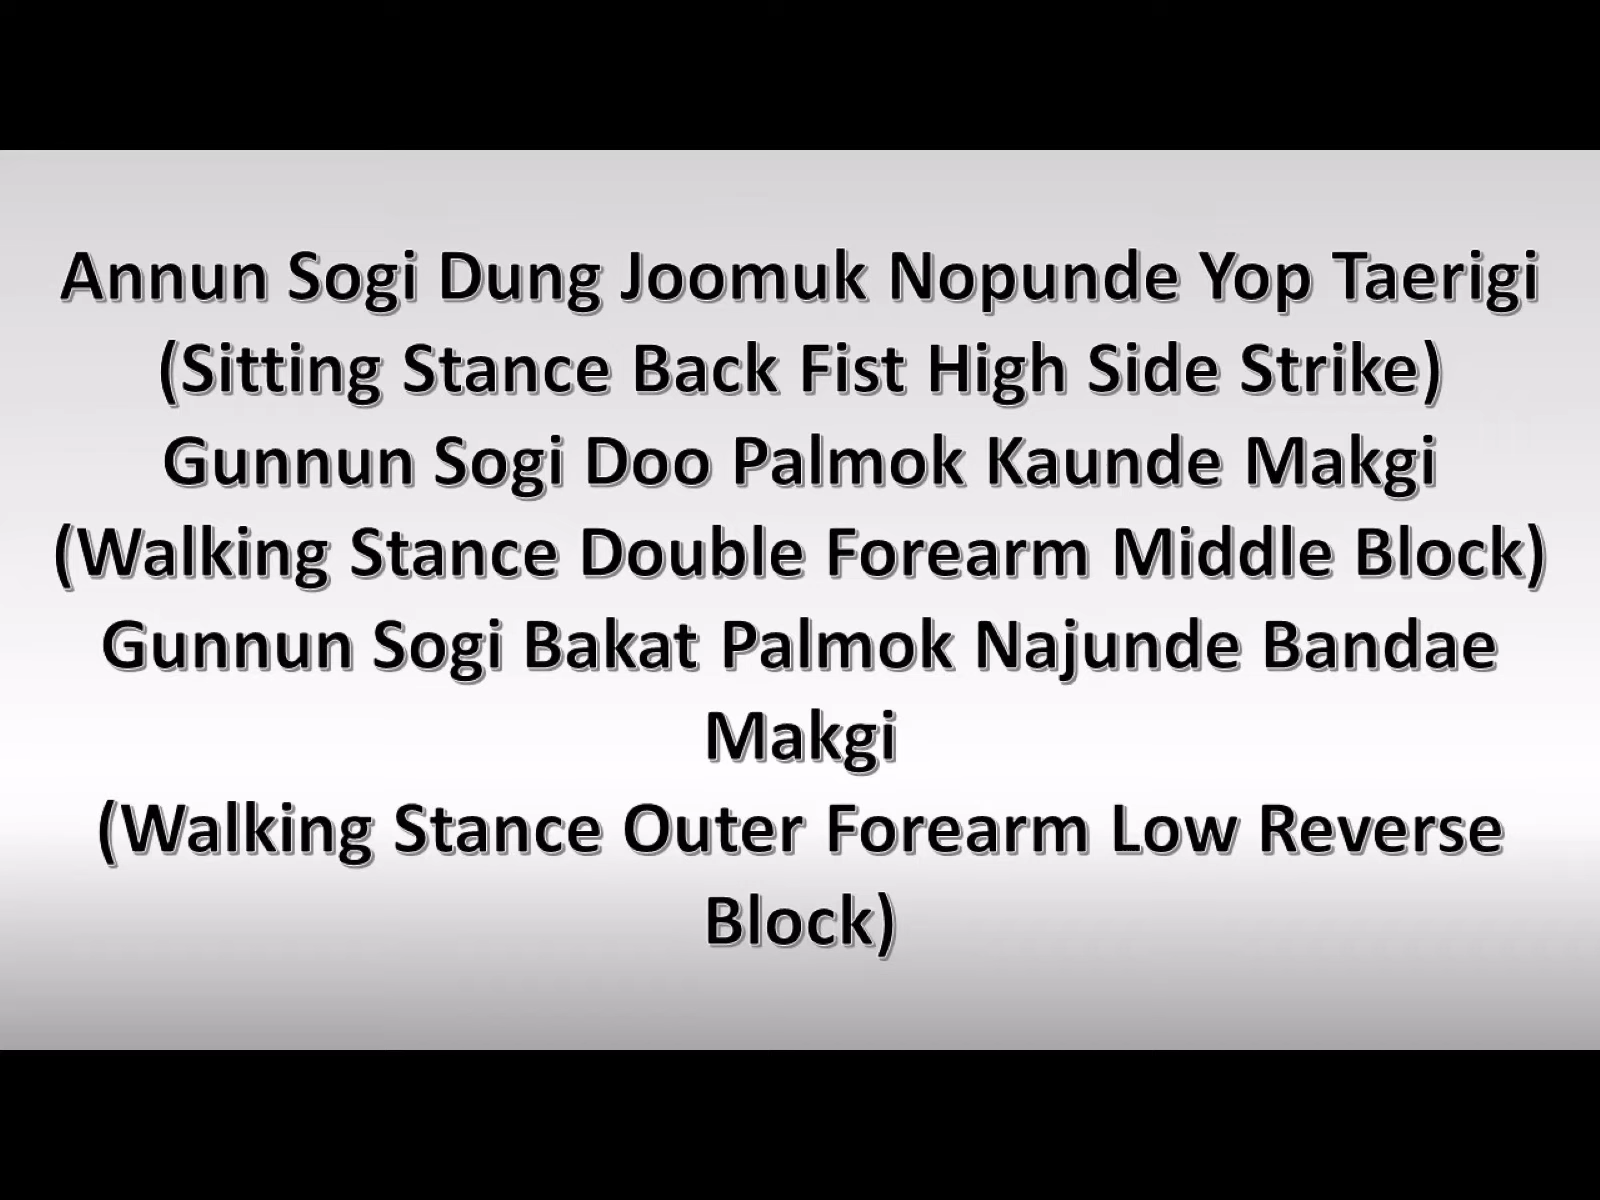 Annun Sogi Dung Joomuk Nopunde Yop Taerigi
(Sitting Stance Back Fist High Side Strike)
Gunnun Sogi Doo Palmok Kaunde Makgi
(Walking Stance Double Forearm Middle Block)
Gunnun Sogi Bakat Palmok Najunde Bandae
Makgi
(Walking Stance Outer Forearm Low Reverse
Block)